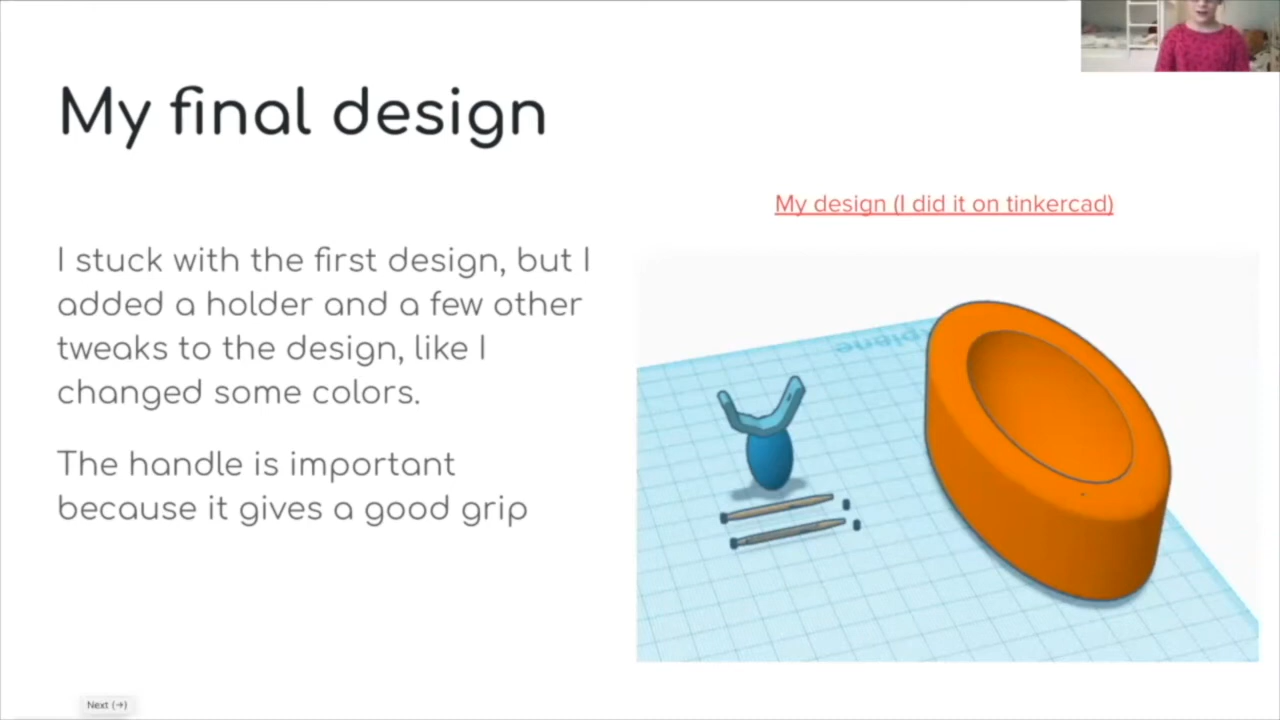 My final design
My design (I did it on tinkercad)
I stuck with the first design, but I
added a holder and a few other
tweaks to the design, like I
changed some colors.
The handle is important
because it gives a good grip
Next (→)